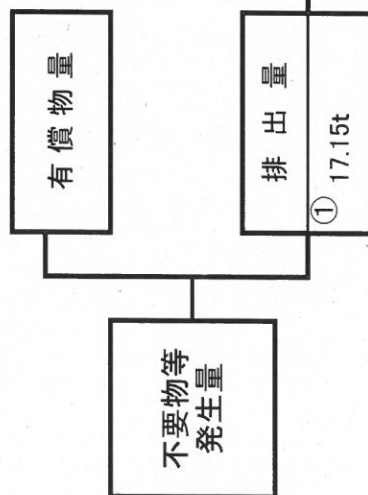 不要物等
発生量
有償物量
排出量
① 17.15t